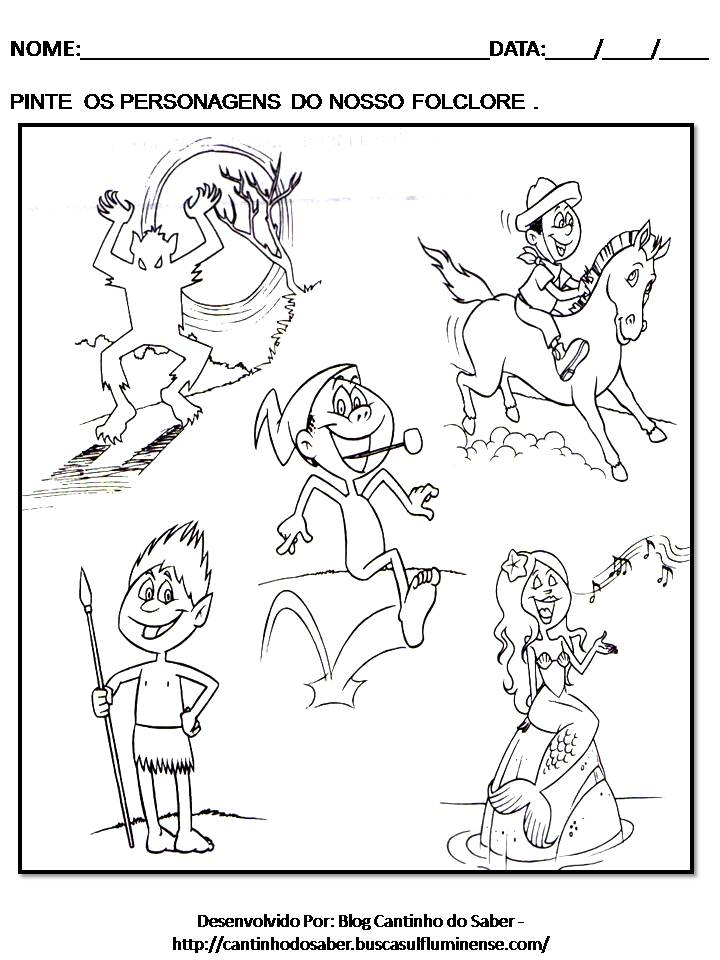 NOME:__________________________________DATA:____/____/____
PINTE OS PERSONAGENS DO NOSSO FOLCLORE .
Desenvolvido Por: Blog Cantinho do Saber -
http://cantinhodosaber.buscasulfluminense.com/